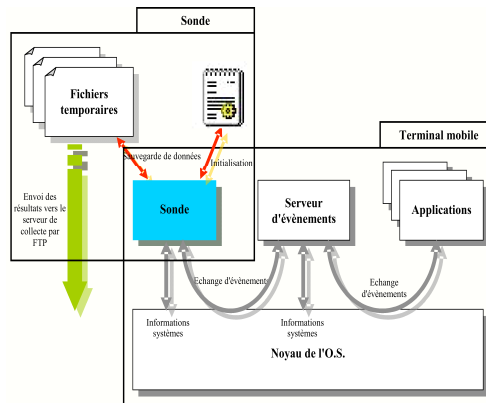 Sonde
Fichiers
temporaires
Terminal mobile
Sauvegarde de données
Initialisation
Envoi des
résultats vers le
serveur de
collecte par
FTP
Sonde
Serveur
d'évènements
Applications
Echange d'évènements
Echange
d'évènements
Informations
systèmes
Informations
systèmes
Noyau de l'O.S.